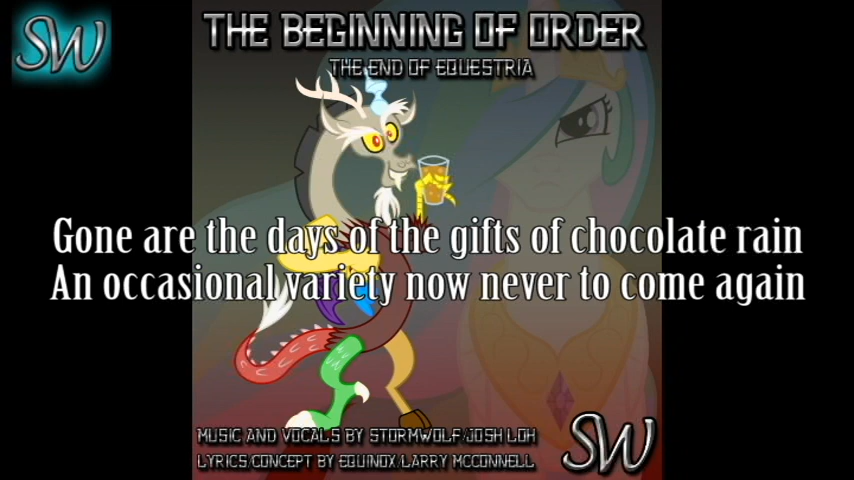 SW
THE BEGINNING OF ORDER
THE END OF EQUESTRIA
Gone are the days of the gifts of chocolate rain
An occasional variety now never to come again
MUSIC AND VOCALS BY STORMWOLF/JOSH LOH
LYRICS/CONCEPT BY EQUINOX/LARRY MCCONNELL
SW